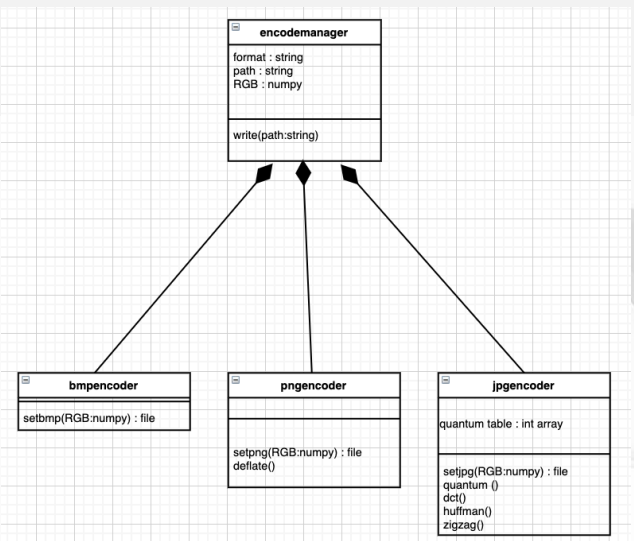 encodemanager
format : string
path : string
RGB : numpy
write(path:string)
bmpencoder
setbmp(RGB:numpy) : file
pngencoder
setpng(RGB:numpy) : file
deflate()
jpgencoder
quantum table : int array
setjpg(RGB:numpy) : file
quantum ()
dct()
huffman()
zigzag()